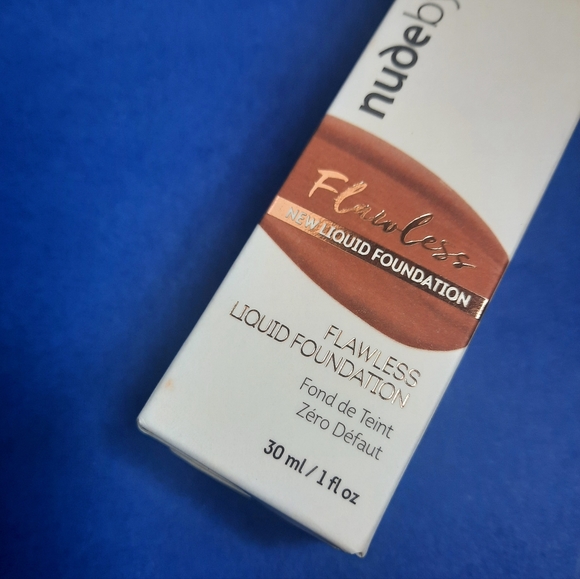 nudeby
Flawless
NEW LIQUID FOUNDATION
FLAWLESS
LIQUID FOUNDATION
Fond de Teint
Zéro Défaut
30 ml / 1 fl oz